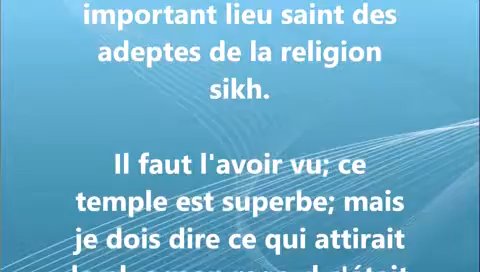 important lieu saint des
adeptes de la religion
sikh.
Il faut l'avoir vu; ce
temple est superbe; mais
je dois dire ce qui attirait